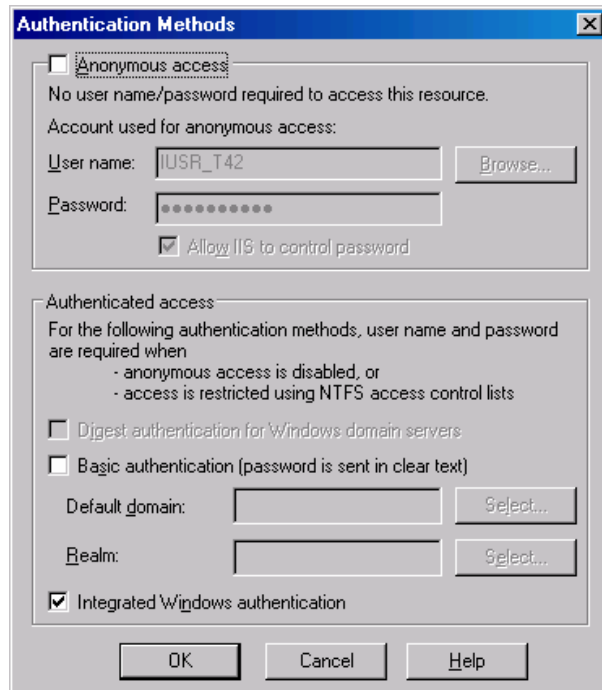 Authentication Methods
Anonymous access
No user name/password required to access this resource.
Account used for anonymous access:
User name: IUSR_T42 Browse...
Password: ●●●●●●●●●●
Allow IIS to control password
Authenticated access
For the following authentication methods, user name and password
are required when
- anonymous access is disabled, or
- access is restricted using NTFS access control lists
Digest authentication for Windows domain servers
Basic authentication (password is sent in clear text)
Default domain: Select...
Realm: Select...
Integrated Windows authentication
OK Cancel Help